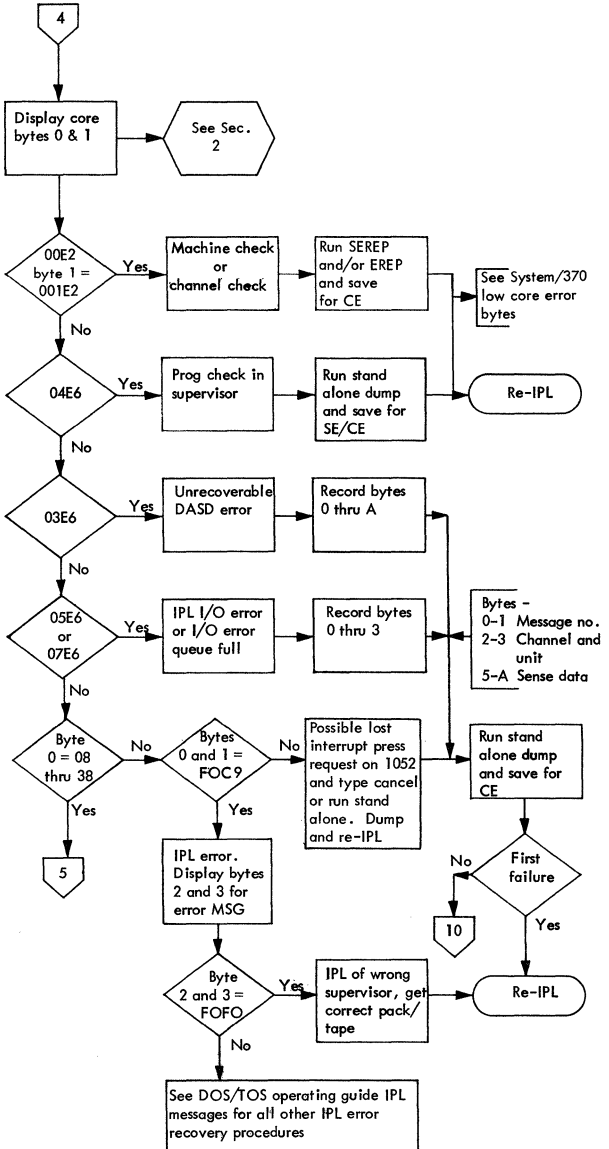 4
Display core
bytes 0 & 1
See Sec.
2
00E2
byte 1 =
001E2
Yes
Machine check
or
channel check
Run SEREP
and/or EREP
and save
for CE
See System/370
low core error
bytes
No
04E6
Yes
Prog check in
supervisor
Run stand
alone dump
and save for
SE/CE
Re-IPL
No
03E6
Yes
Unrecoverable
DASD error
Record bytes
0 thru A
No
05E6
or
07E6
Yes
IPL I/O error
or I/O error
queue full
Record bytes
0 thru 3
Bytes -
0-1 Message no.
2-3 Channel and
unit
5-A Sense data
No
Byte
0 = 08
thru 38
No
Bytes
0 and 1 =
FOC9
No
Possible lost
interrupt press
request on 1052
and type cancel
or run stand
alone. Dump
and re-IPL
Run stand
alone dump
and save for
CE
Yes
5
Yes
IPL error.
Display bytes
2 and 3 for
error MSG
First
failure
No
10
Yes
Byte
2 and 3 =
FOFO
Yes
IPL of wrong
supervisor, get
correct pack/
tape
Re-IPL
No
See DOS/TOS operating guide IPL
messages for all other IPL error
recovery procedures